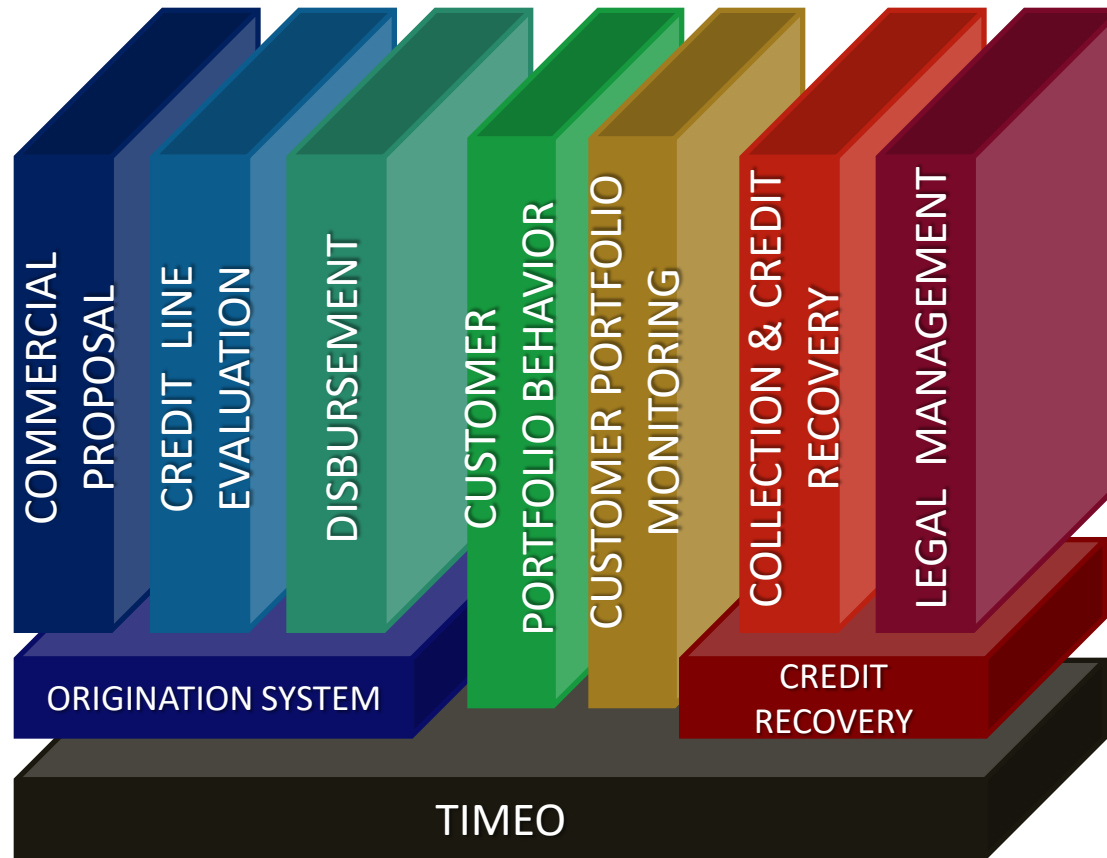 COMMERCIAL
PROPOSAL
CREDIT LINE
EVALUATION
DISBURSEMENT
CUSTOMER
PORTFOLIO BEHAVIOR
CUSTOMER PORTFOLIO
MONITORING
COLLECTION & CREDIT
RECOVERY
LEGAL MANAGEMENT
ORIGINATION SYSTEM
CREDIT
RECOVERY
TIMEO